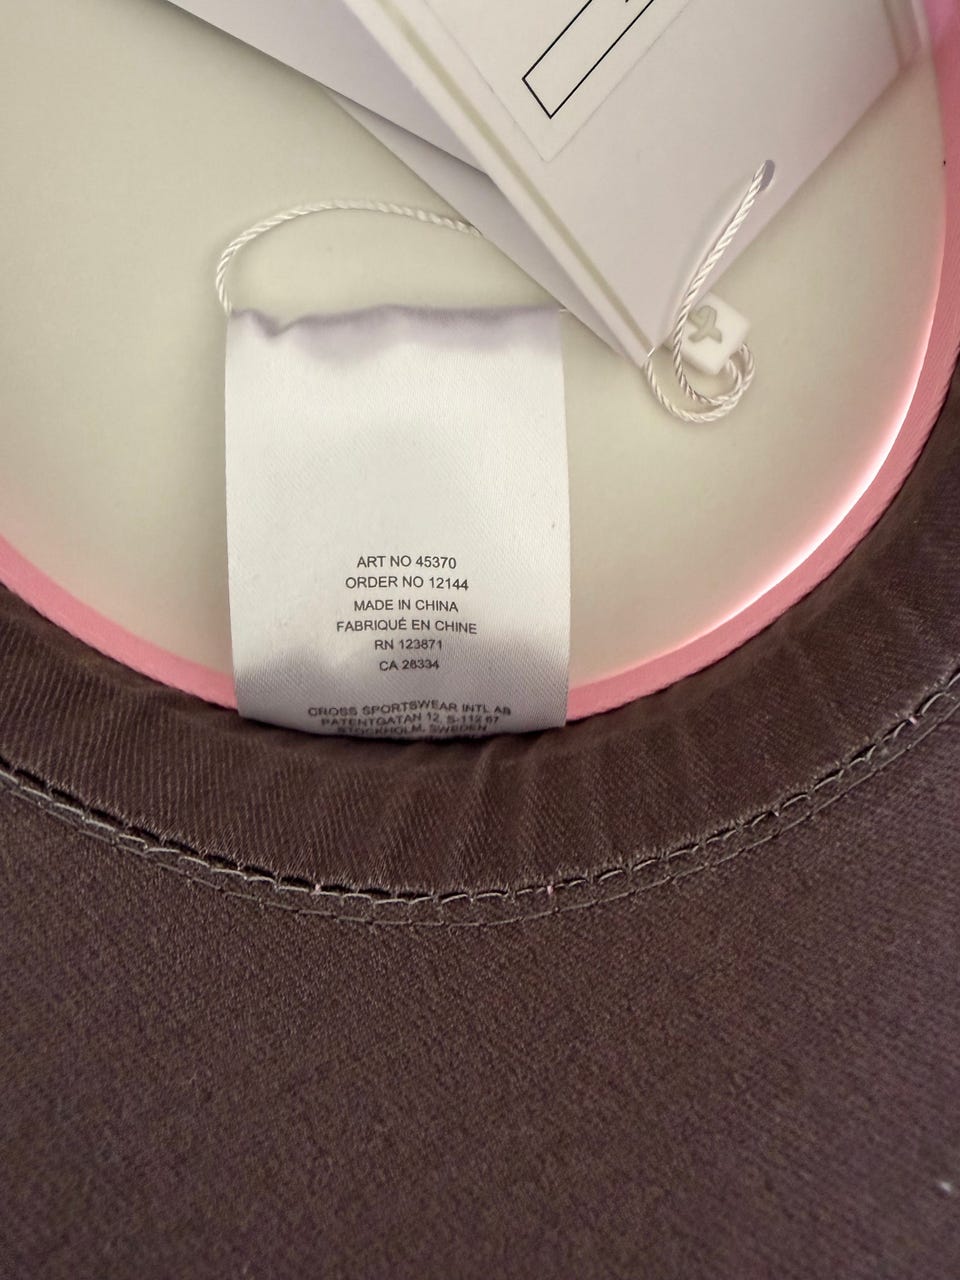 ART NO 45370
ORDER NO 12144
MADE IN CHINA
FABRIQUÉ EN CHINE
RN 123871
CA 28334
CROSS SPORTSWEAR INTL AB
PATENTGATAN 12, S-112 67
STOCKHOLM, SWEDEN